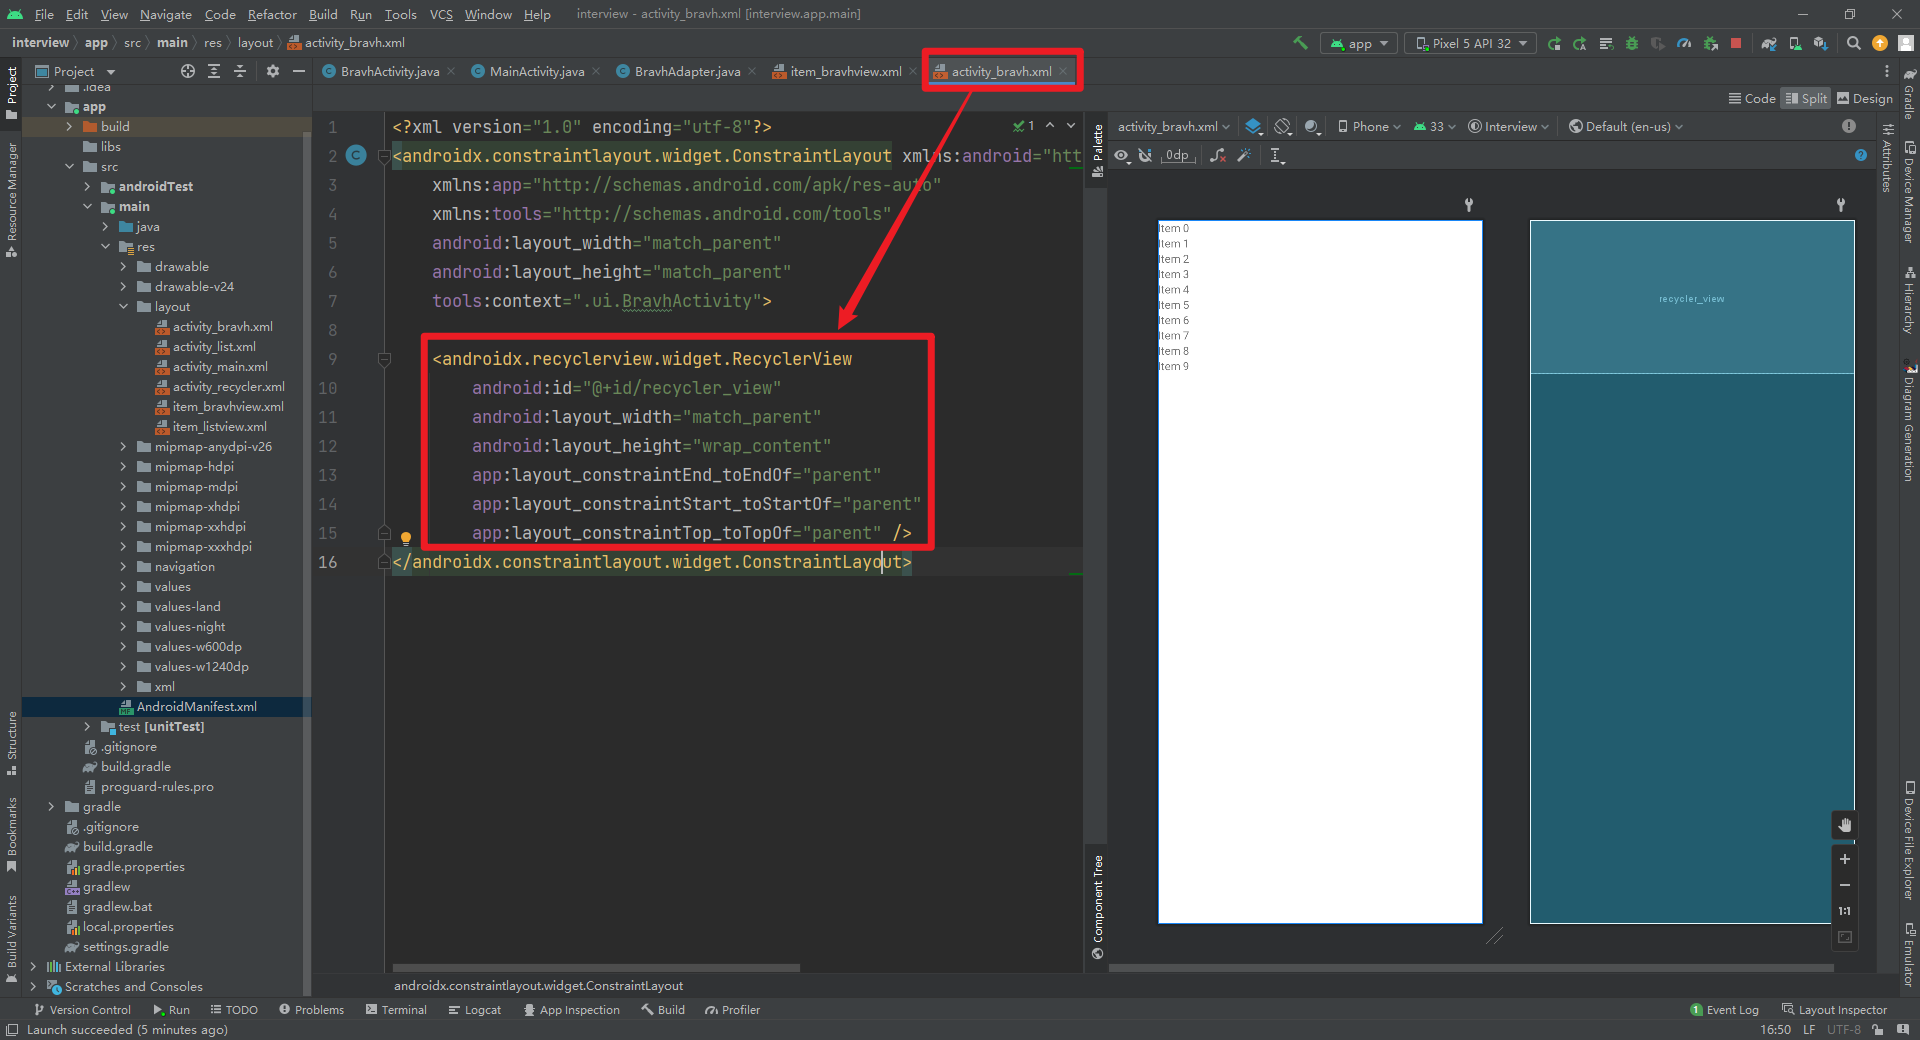 File Edit View Navigate Code Refactor Build Run Tools VCS Window Help interview - activity_bravh.xml [interview.app.main]
interview app src main res layout activity_bravh.xml app Pixel 5 API 32
Project BravhActivity.java MainActivity.java BravhAdapter.java item_bravhview.xml activity_bravh.xml
Code Split Design
Project
Resource Manager
Structure
Bookmarks
Build Variants
.idea
app
build
libs
src
androidTest
main
java
res
drawable
drawable-v24
layout
activity_bravh.xml
activity_list.xml
activity_main.xml
activity_recycler.xml
item_bravhview.xml
item_listview.xml
mipmap-anydpi-v26
mipmap-hdpi
mipmap-mdpi
mipmap-xhdpi
mipmap-xxhdpi
mipmap-xxxhdpi
navigation
values
values-land
values-night
values-w600dp
values-w1240dp
xml
AndroidManifest.xml
test [unitTest]
.gitignore
build.gradle
proguard-rules.pro
gradle
.gitignore
build.gradle
gradle.properties
gradlew
gradlew.bat
local.properties
settings.gradle
External Libraries
Scratches and Consoles
1 <?xml version="1.0" encoding="utf-8"?>
2 <androidx.constraintlayout.widget.ConstraintLayout xmlns:android="htt
3 xmlns:app="http://schemas.android.com/apk/res-auto"
4 xmlns:tools="http://schemas.android.com/tools"
5 android:layout_width="match_parent"
6 android:layout_height="match_parent"
7 tools:context=".ui.BravhActivity">
8
9 <androidx.recyclerview.widget.RecyclerView
10 android:id="@+id/recycler_view"
11 android:layout_width="match_parent"
12 android:layout_height="wrap_content"
13 app:layout_constraintEnd_toEndOf="parent"
14 app:layout_constraintStart_toStartOf="parent"
15 app:layout_constraintTop_toTopOf="parent" />
16 </androidx.constraintlayout.widget.ConstraintLayout>
1
androidx.constraintlayout.widget.ConstraintLayout
Palette
Component Tree
activity_bravh.xml Phone 33 Interview Default (en-us)
0dp
Item 0
Item 1
Item 2
Item 3
Item 4
Item 5
Item 6
Item 7
Item 8
Item 9
recycler_view
1:1
Attributes
Gradle
Device Manager
Hierarchy
Diagram Generation
Device File Explorer
Emulator
Version Control Run TODO Problems Terminal Logcat App Inspection Build Profiler 1 Event Log Layout Inspector
Launch succeeded (5 minutes ago) 16:50 LF UTF-8